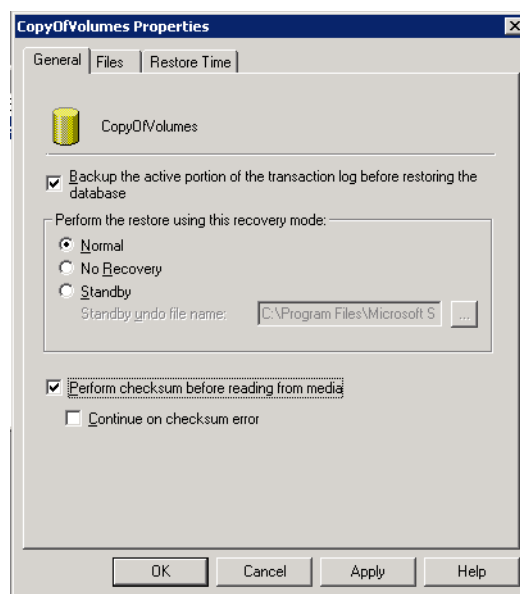 CopyOfVolumes Properties
General
Files
Restore Time
CopyOfVolumes
Backup the active portion of the transaction log before restoring the
database
Perform the restore using this recovery mode:
Normal
No Recovery
Standby
Standby undo file name:
C:\Program Files\Microsoft S
...
Perform checksum before reading from media
Continue on checksum error
OK
Cancel
Apply
Help